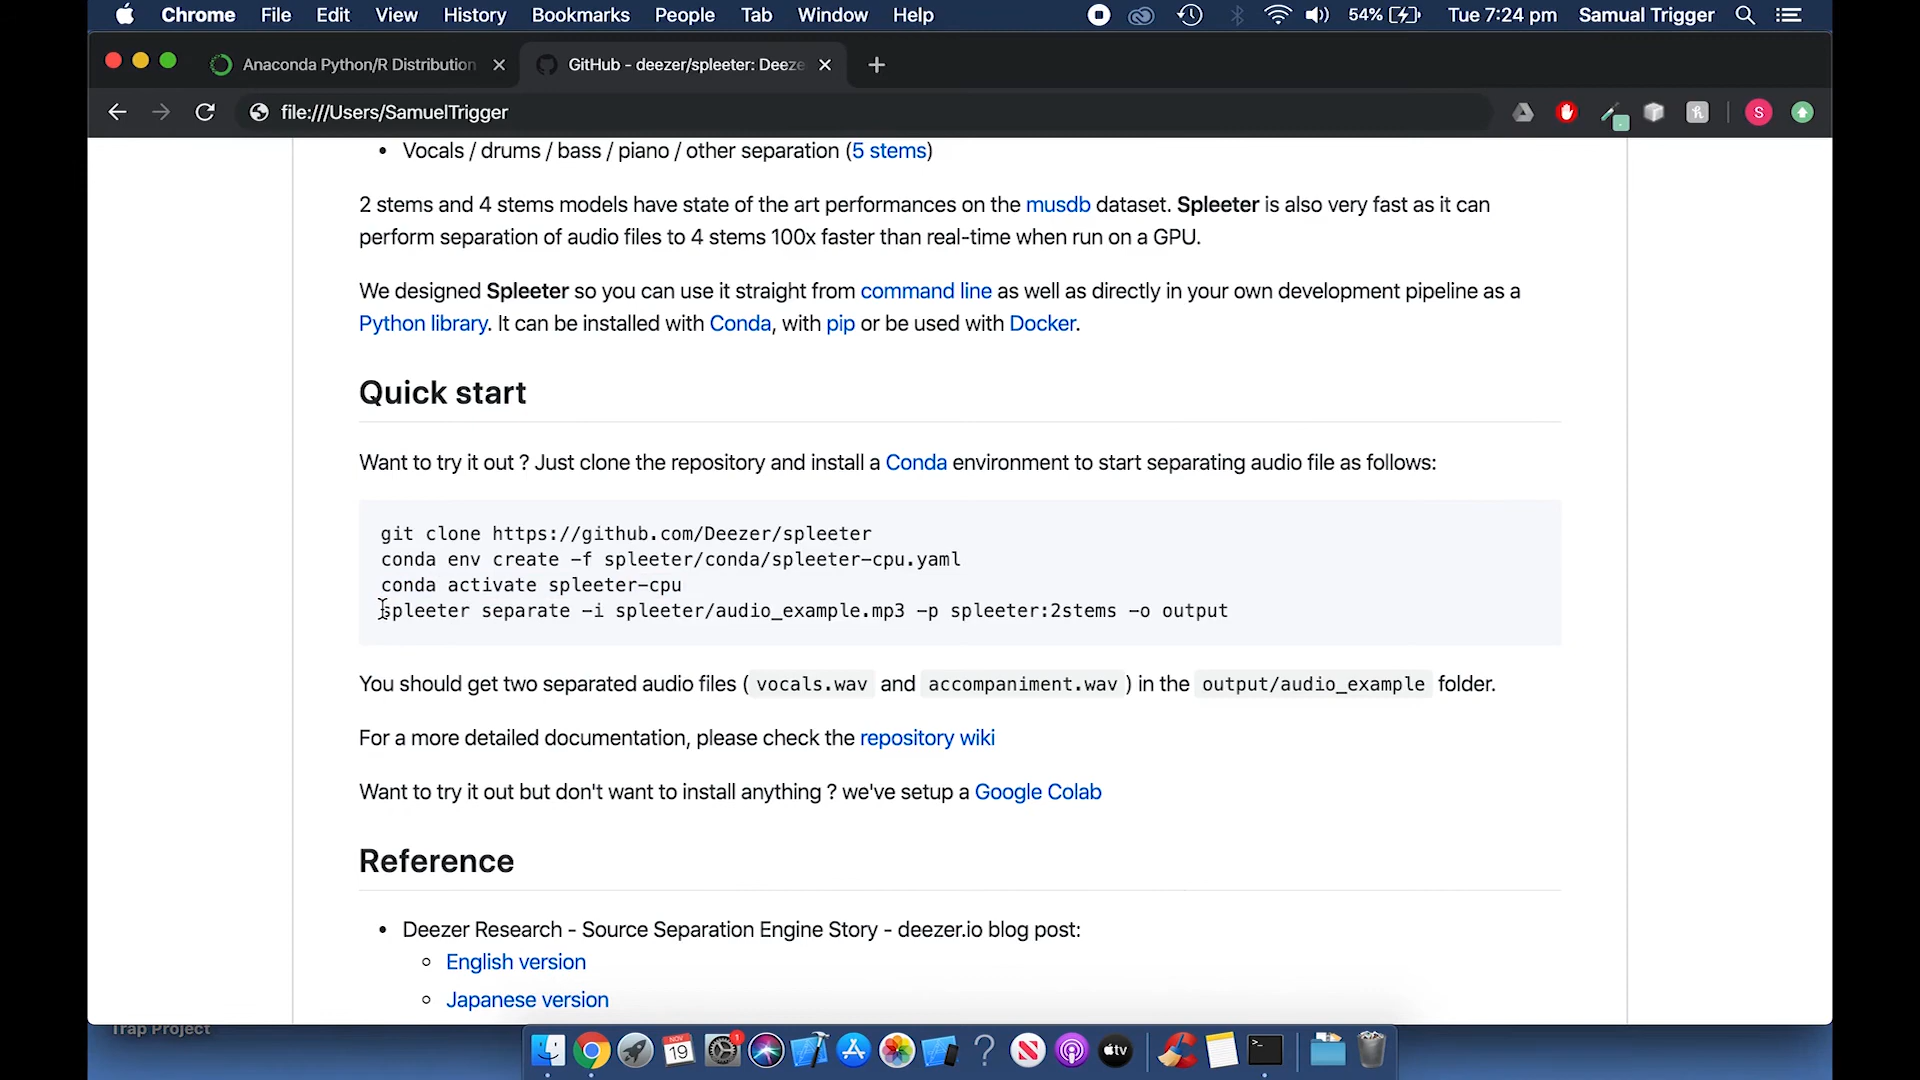 Chrome File Edit View History Bookmarks People Tab Window Help 54% Tue 7:24 pm Samual Trigger
Anaconda Python/R Distribution GitHub - deezer/spleeter: Deeze
file:///Users/SamuelTrigger S
• Vocals / drums / bass / piano / other separation (5 stems)
2 stems and 4 stems models have state of the art performances on the musdb dataset. Spleeter is also very fast as it can
perform separation of audio files to 4 stems 100x faster than real-time when run on a GPU.
We designed Spleeter so you can use it straight from command line as well as directly in your own development pipeline as a
Python library. It can be installed with Conda, with pip or be used with Docker.
Quick start
Want to try it out ? Just clone the repository and install a Conda environment to start separating audio file as follows:
git clone https://github.com/Deezer/spleeter
conda env create -f spleeter/conda/spleeter-cpu.yaml
conda activate spleeter-cpu
spleeter separate -i spleeter/audio_example.mp3 -p spleeter:2stems -o output
You should get two separated audio files ( vocals.wav and accompaniment.wav ) in the output/audio_example folder.
For a more detailed documentation, please check the repository wiki
Want to try it out but don't want to install anything ? we've setup a Google Colab
Reference
• Deezer Research - Source Separation Engine Story - deezer.io blog post:
◦ English version
◦ Japanese version
Trap Project
NOV
19
1
tv